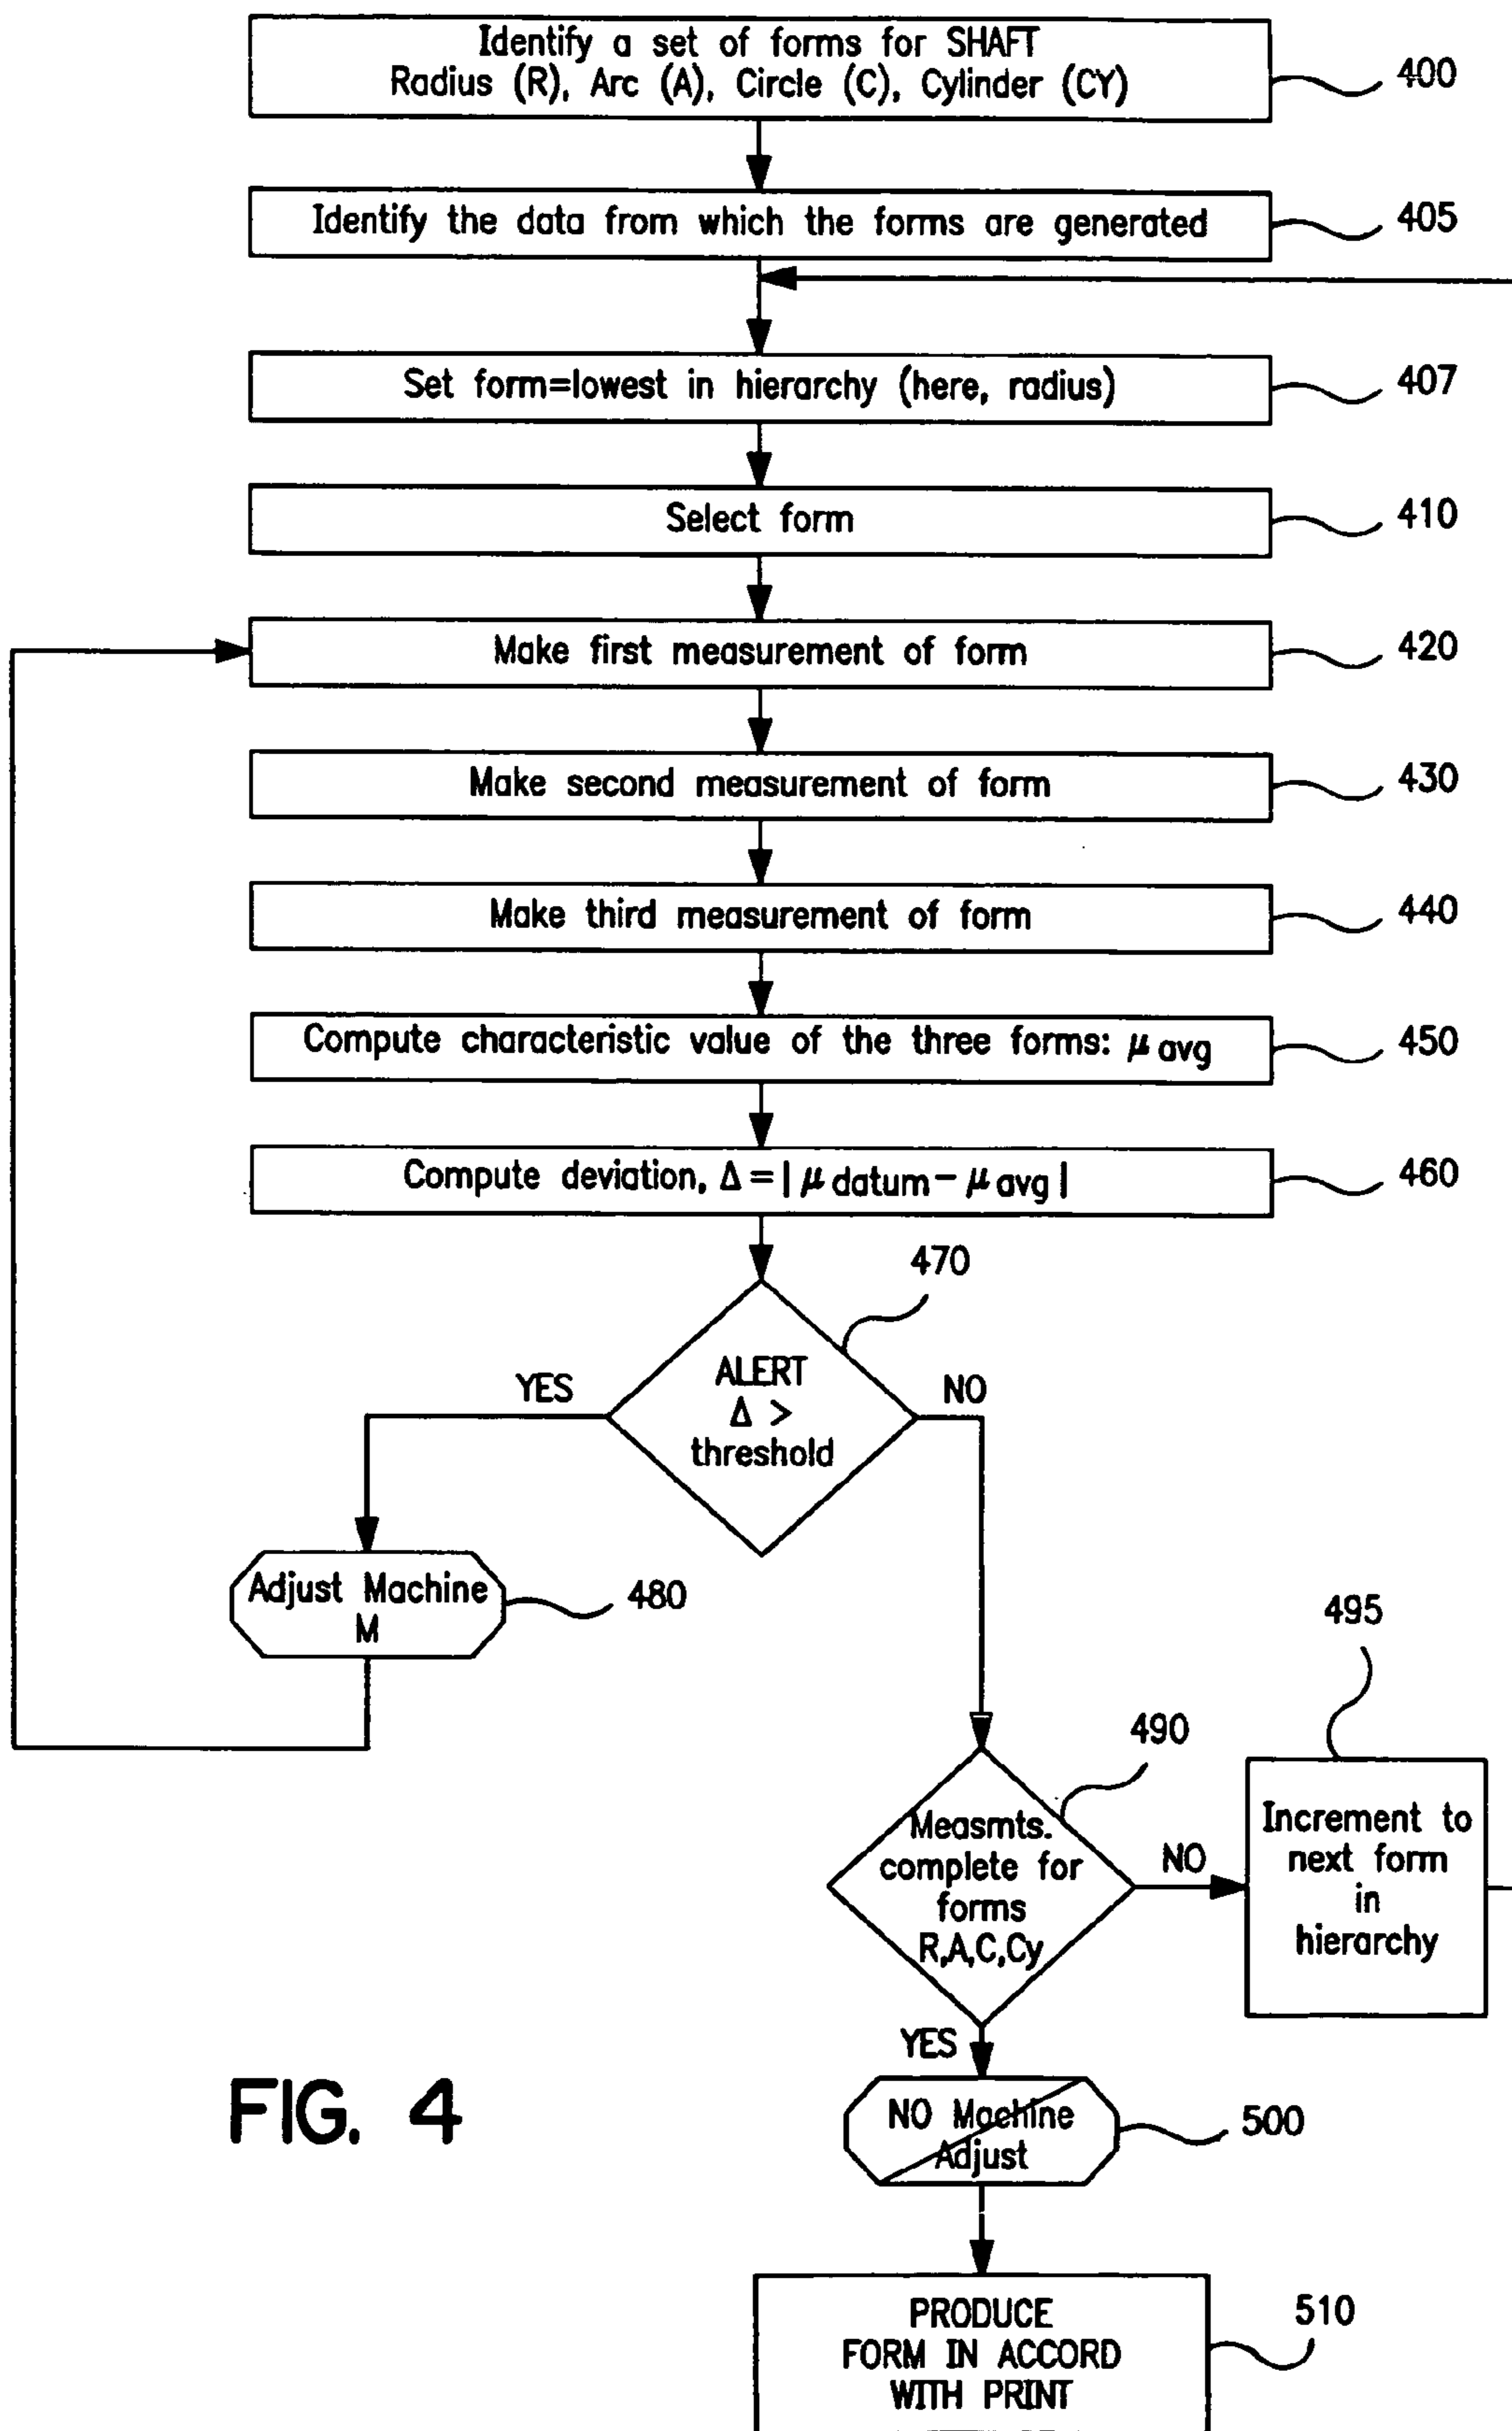 Identify a set of forms for SHAFT
Radius (R), Arc (A), Circle (C), Cylinder (CY)
400
Identify the data from which the forms are generated
405
Set form=lowest in hierarchy (here, radius)
407
Select form
410
Make first measurement of form
420
Make second measurement of form
430
Make third measurement of form
440
Compute characteristic value of the three forms: μ avg
450
Compute deviation, Δ=|μ datum-μ avg|
460
470
ALERT
Δ >
threshold
YES
NO
Adjust Machine
M
480
495
490
Measmts.
complete for
forms
R,A,C,Cy
NO
Increment to
next form
in
hierarchy
YES
FIG. 4
NO Machine
Adjust
500
PRODUCE
FORM IN ACCORD
WITH PRINT
510